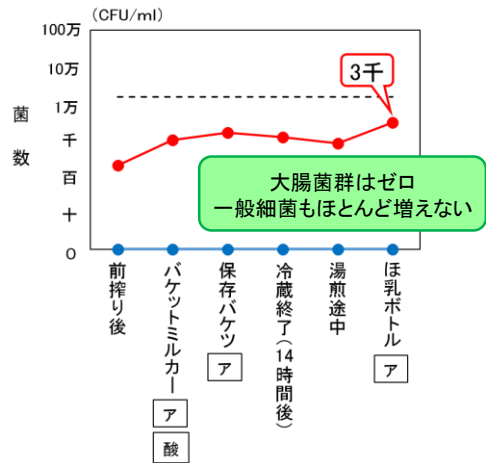 (CFU/ml)
100万
10万
1万
千
百
十
0
菌数
3千
大腸菌群はゼロ
一般細菌もほとんど増えない
前搾り後
バケットミルカー
ア
酸
保存バケツ
ア
冷蔵終了(14時間後)
湯煎途中
ほ乳ボトル
ア